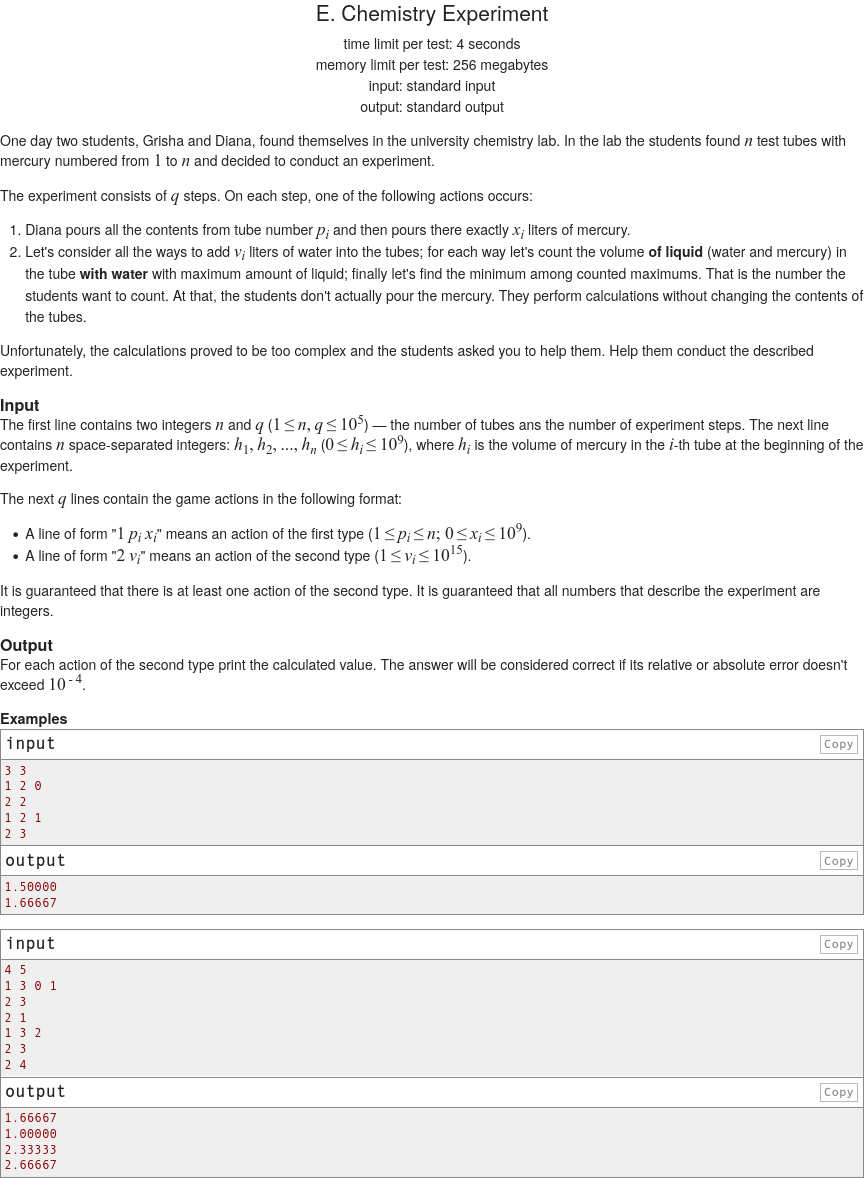 E. Chemistry Experiment
time limit per test: 4 seconds
memory limit per test: 256 megabytes
input: standard input
output: standard output
One day two students, Grisha and Diana, found themselves in the university chemistry lab. In the lab the students found n test tubes with
mercury numbered from 1 to n and decided to conduct an experiment.
The experiment consists of q steps. On each step, one of the following actions occurs:
1. Diana pours all the contents from tube number p_i and then pours there exactly x_i liters of mercury.
2. Let's consider all the ways to add v_i liters of water into the tubes; for each way let's count the volume of liquid (water and mercury) in
the tube with water with maximum amount of liquid; finally let's find the minimum among counted maximums. That is the number the
students want to count. At that, the students don't actually pour the mercury. They perform calculations without changing the contents of
the tubes.
Unfortunately, the calculations proved to be too complex and the students asked you to help them. Help them conduct the described
experiment.
Input
The first line contains two integers n and q (1 ≤ n, q ≤ 10^5) — the number of tubes ans the number of experiment steps. The next line
contains n space-separated integers: h_1, h_2, ..., h_n (0 ≤ h_i ≤ 10^9), where h_i is the volume of mercury in the i-th tube at the beginning of the
experiment.
The next q lines contain the game actions in the following format:
• A line of form "1 p_i x_i" means an action of the first type (1 ≤ p_i ≤ n; 0 ≤ x_i ≤ 10^9).
• A line of form "2 v_i" means an action of the second type (1 ≤ v_i ≤ 10^15).
It is guaranteed that there is at least one action of the second type. It is guaranteed that all numbers that describe the experiment are
integers.
Output
For each action of the second type print the calculated value. The answer will be considered correct if its relative or absolute error doesn't
exceed 10^-4.
Examples
input
Copy
3 3
1 2 0
2 2
1 2 1
2 3
output
Copy
1.50000
1.66667
input
Copy
4 5
1 3 0 1
2 3
2 1
1 3 2
2 3
2 4
output
Copy
1.66667
1.00000
2.33333
2.66667